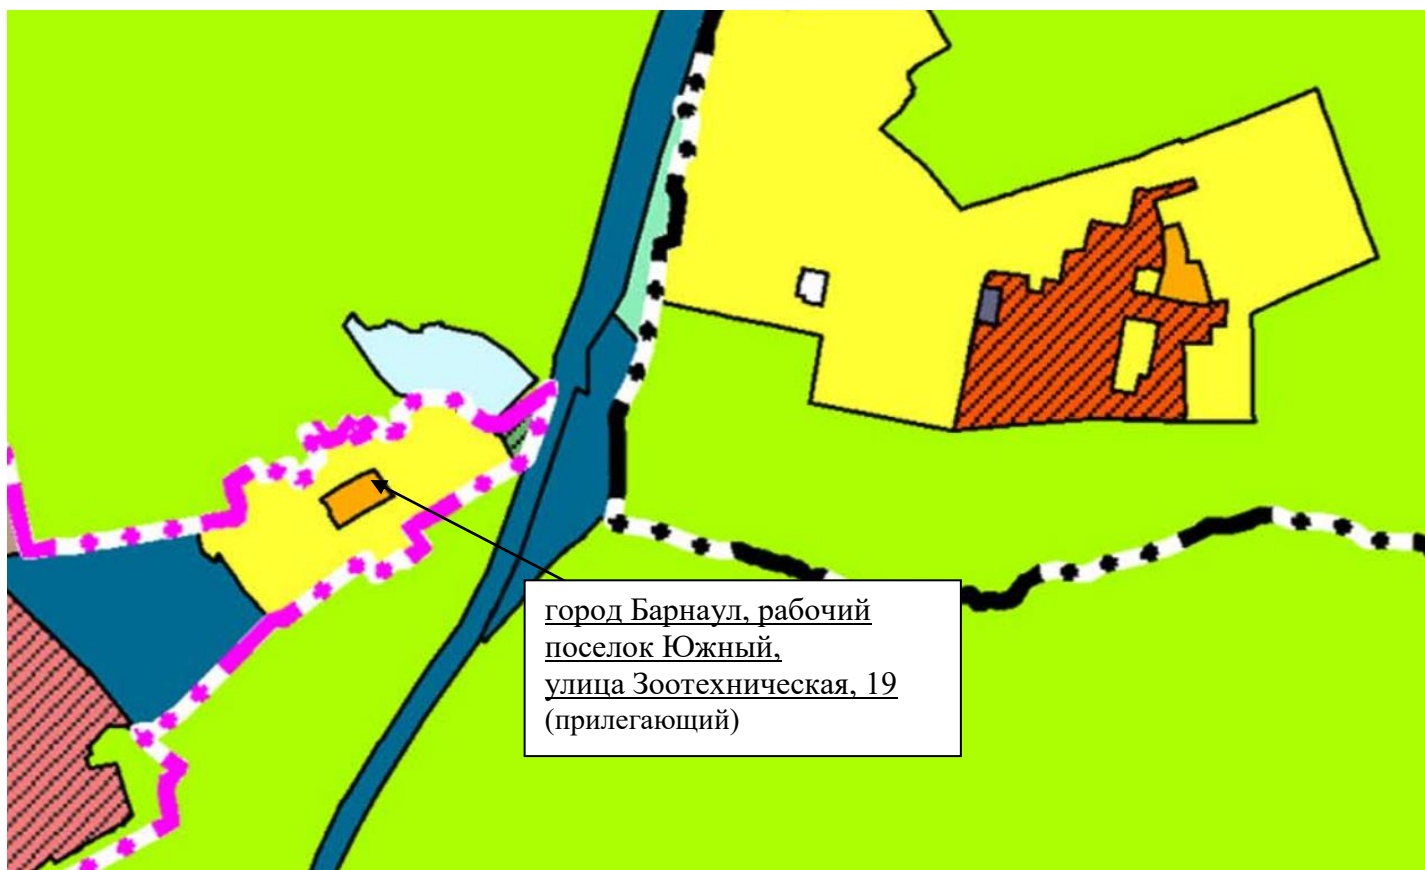 город Барнаул, рабочий
поселок Южный,
улица Зоотехническая, 19
(прилегающий)